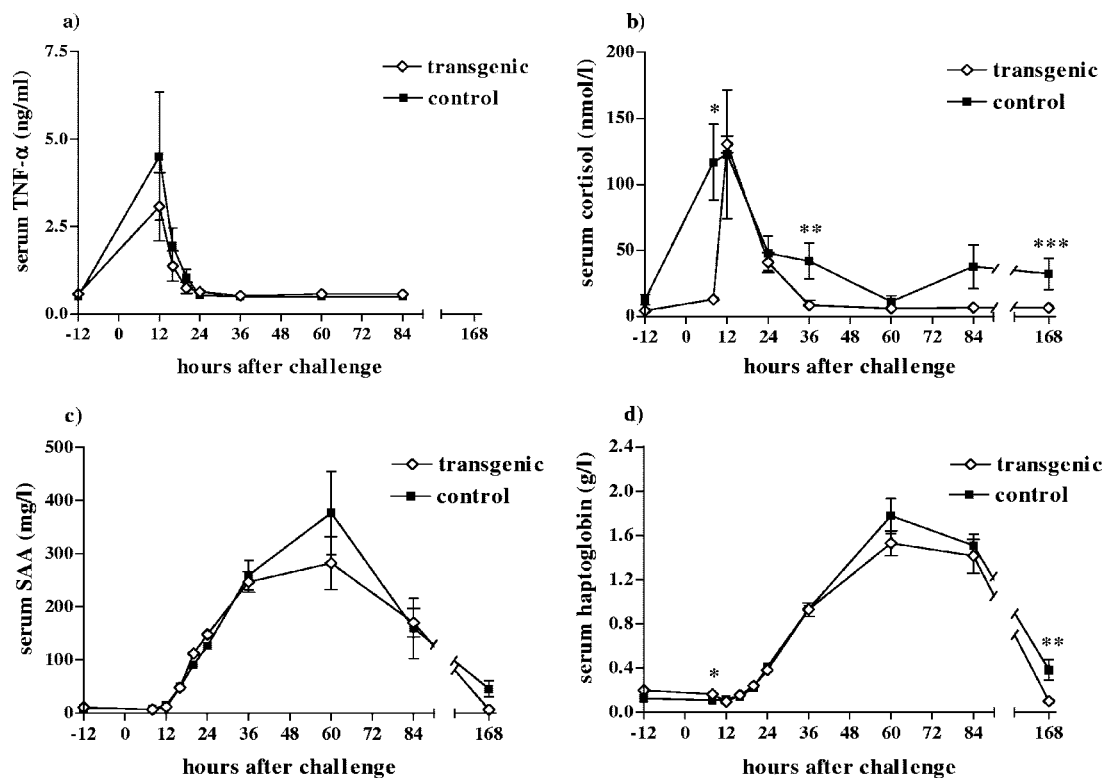 a)
7.5
5.0
2.5
0.0
serum TNF-α (ng/ml)
transgenic
control
-12 0 12 24 36 48 60 72 84 168
hours after challenge
b)
200
150
100
50
0
serum cortisol (nmol/l)
transgenic
control
*
**
***
-12 0 12 24 36 48 60 72 84 168
hours after challenge
c)
500
400
300
200
100
0
serum SAA (mg/l)
transgenic
control
-12 0 12 24 36 48 60 72 84 168
hours after challenge
d)
2.4
2.0
1.6
1.2
0.8
0.4
0.0
serum haptoglobin (g/l)
transgenic
control
*
**
-12 0 12 24 36 48 60 72 84 168
hours after challenge